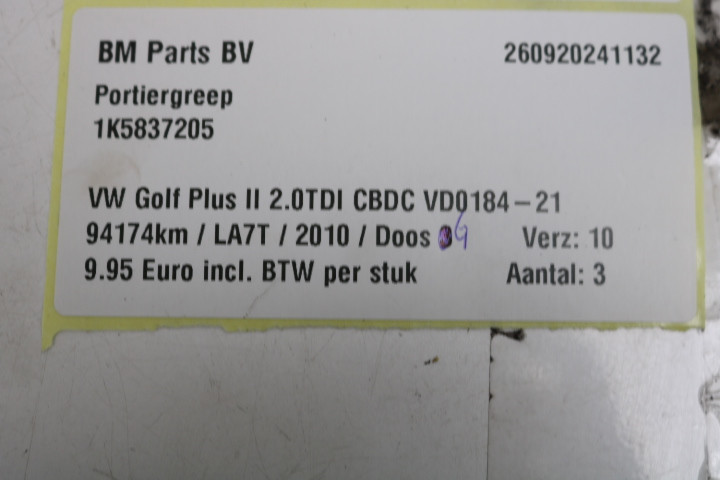 BM Parts BV 260920241132
Portiergreep
1K5837205
VW Golf Plus II 2.0TDI CBDC VD0184-21
94174km / LA7T / 2010 / Doos Verz: 10
9.95 Euro incl. BTW per stuk Aantal: 3